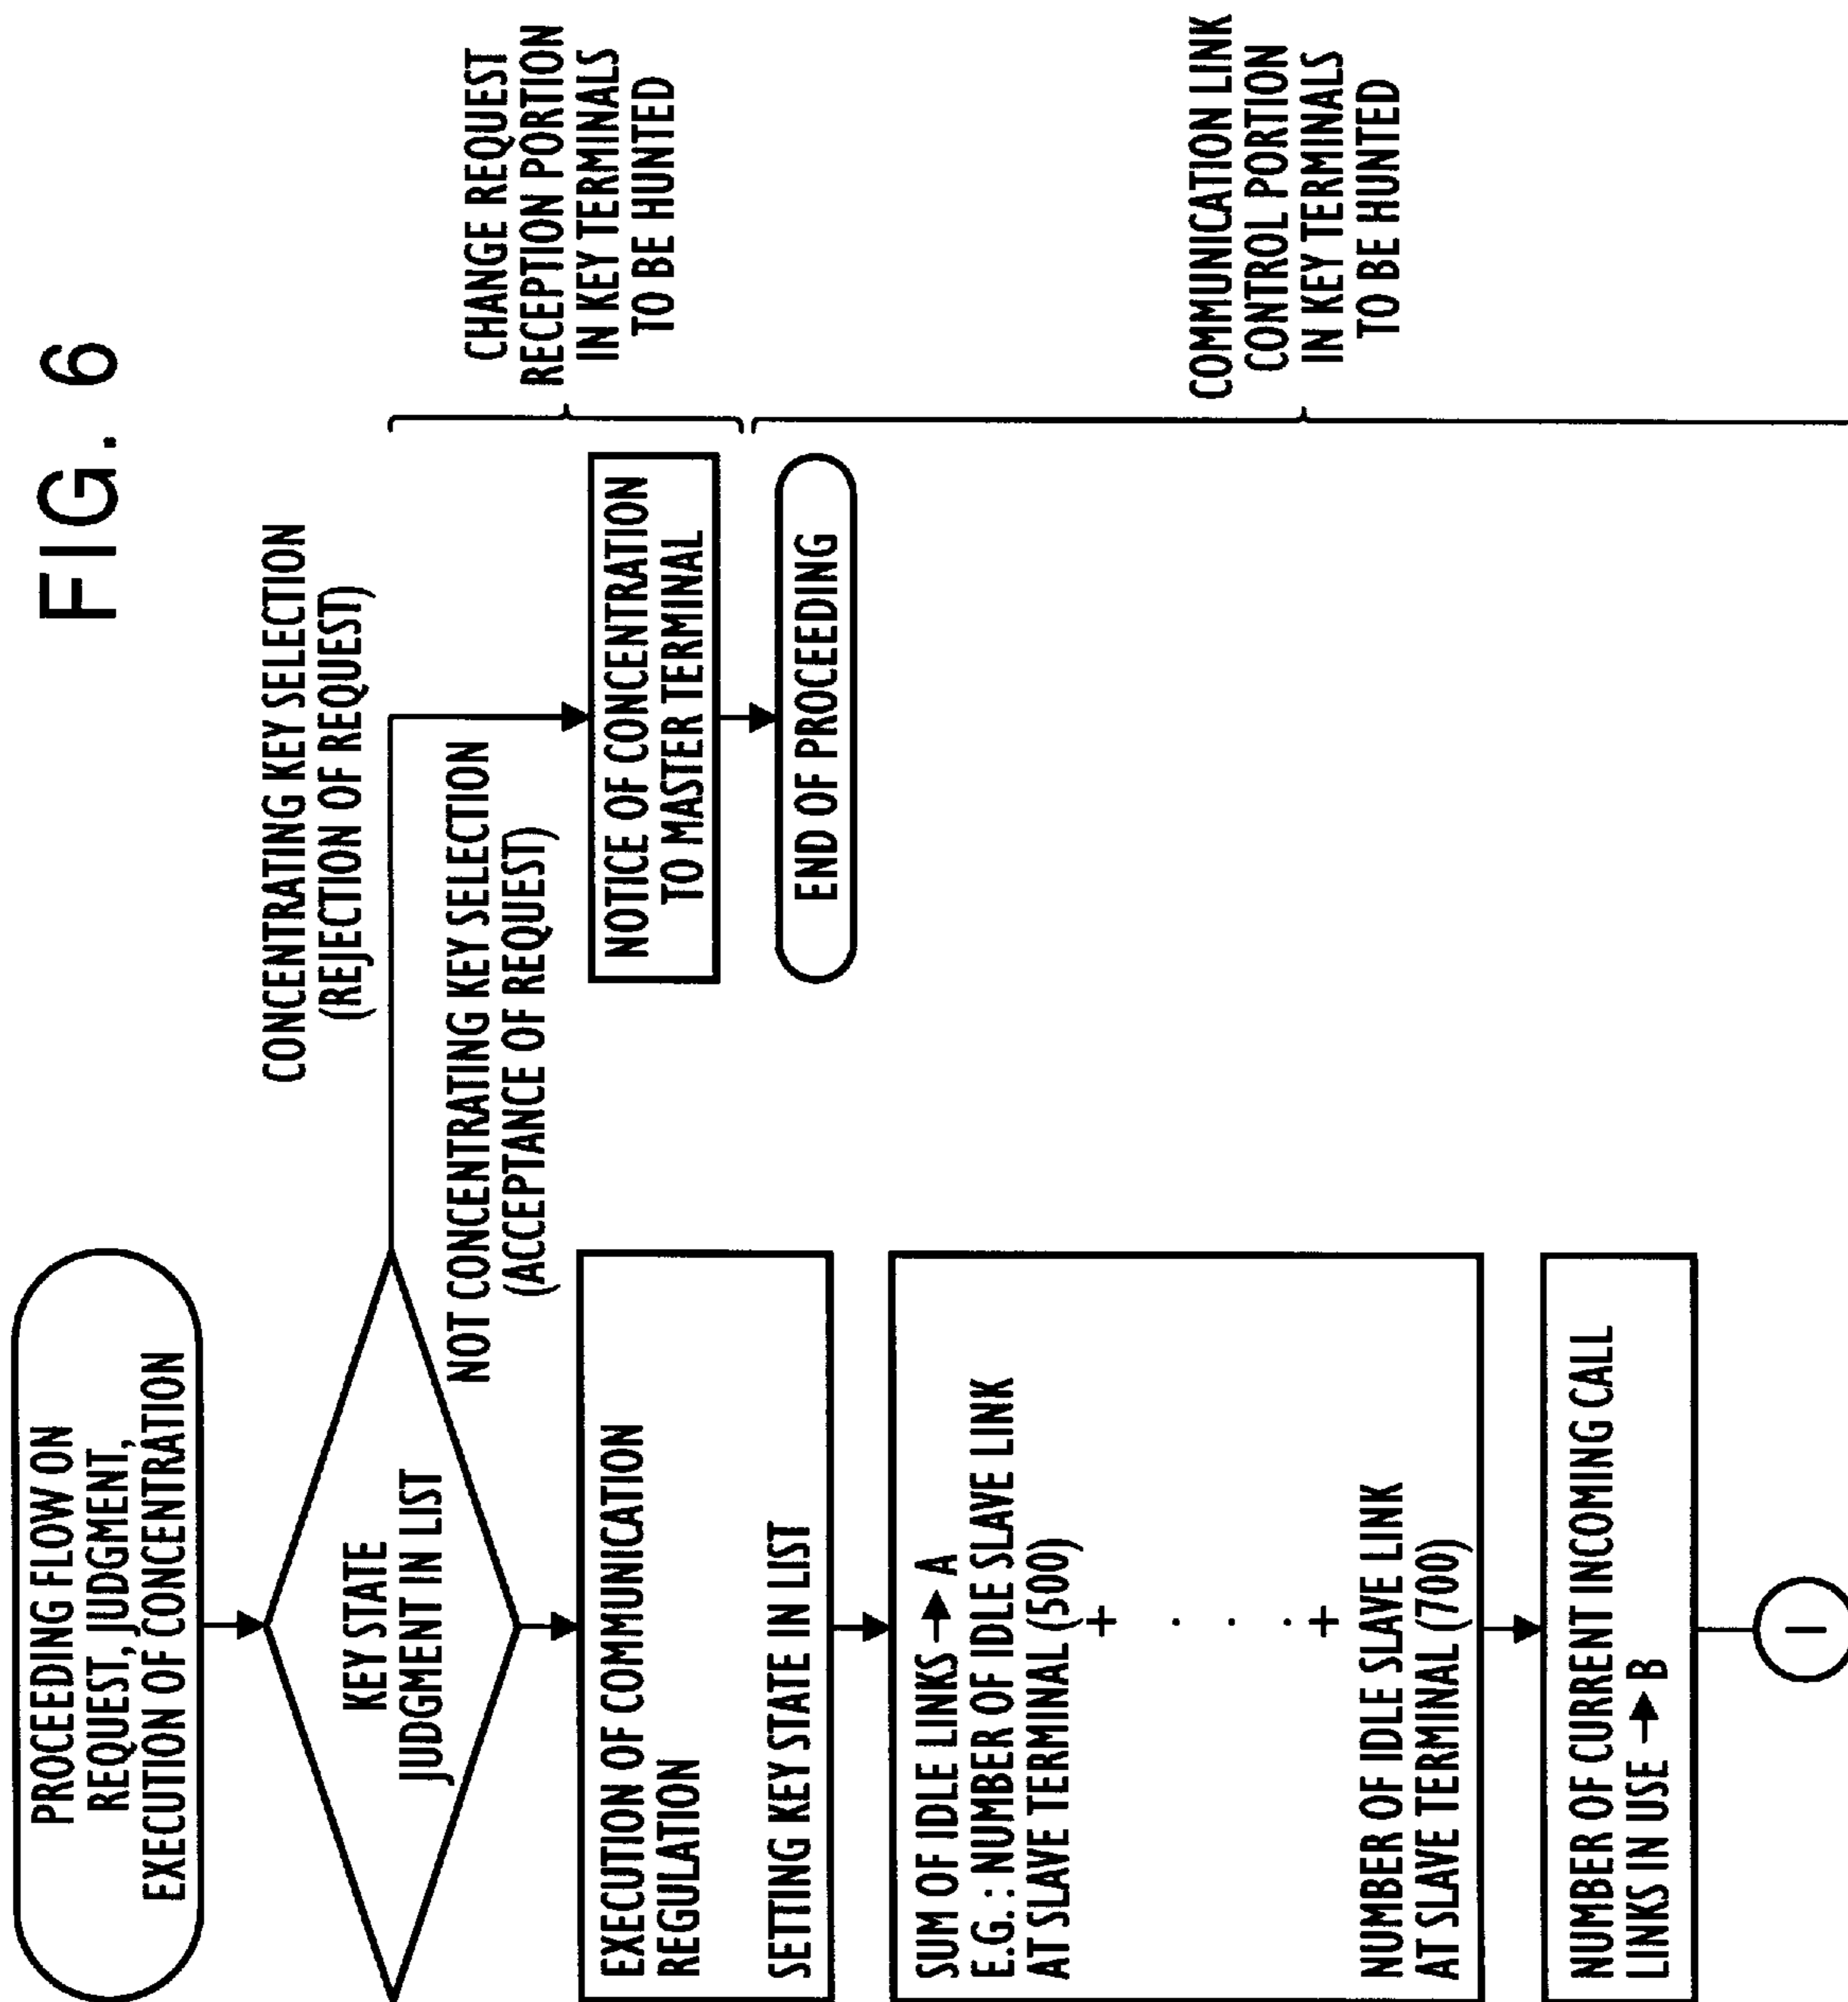 FIG. 6
PROCEEDING FLOW ON
REQUEST, JUDGMENT,
EXECUTION OF CONCENTRATION
KEY STATE
JUDGMENT IN LIST
CONCENTRATING KEY SELECTION
(REJECTION OF REQUEST)
NOT CONCENTRATING KEY SELECTION
(ACCEPTANCE OF REQUEST)
NOTICE OF CONCENTRATION
TO MASTER TERMINAL
END OF PROCEEDING
CHANGE REQUEST
RECEPTION PORTION
IN KEY TERMINALS
TO BE HUNTED
EXECUTION OF COMMUNICATION
REGULATION
SETTING KEY STATE IN LIST
SUM OF IDLE LINKS → A
E.G. : NUMBER OF IDLE SLAVE LINK
AT SLAVE TERMINAL (500)
+
· · ·
+
NUMBER OF IDLE SLAVE LINK
AT SLAVE TERMINAL (700)
NUMBER OF CURRENT INCOMING CALL
LINKS IN USE → B
I
COMMUNICATION LINK
CONTROL PORTION
IN KEY TERMINALS
TO BE HUNTED